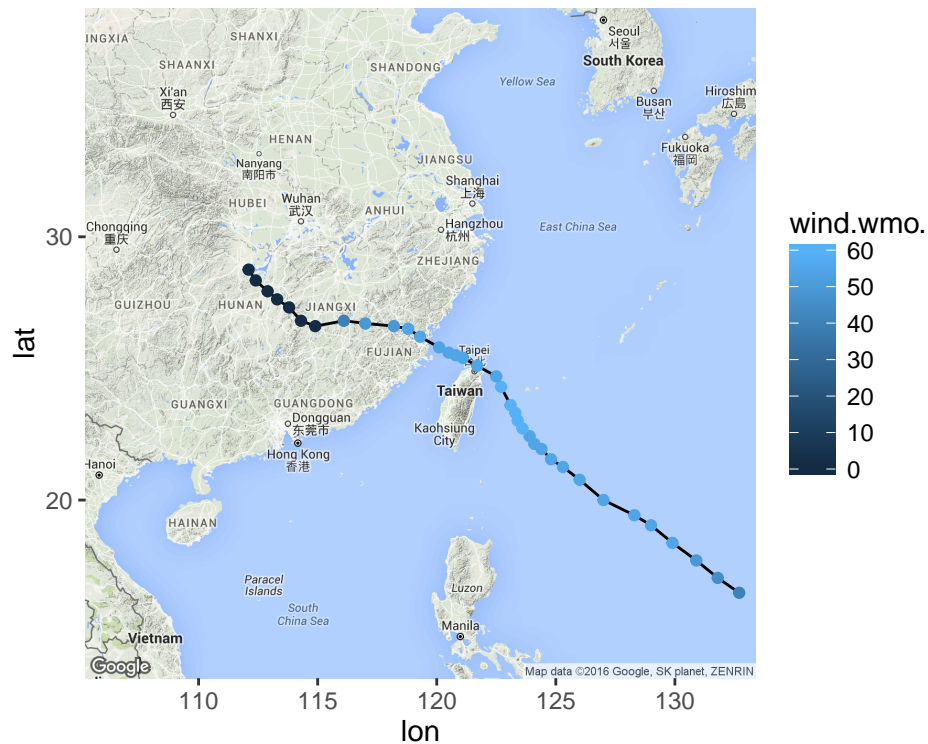 INGXIA
SHANXI
SHAANXI
SHANDONG
Seoul
서울
South Korea
Yellow Sea
Xi'an
西安
Busan
부산
Hiroshim
広島
HENAN
Nanyang
南阳市
JIANGSU
Fukuoka
福岡
Shanghai
上海
Wuhan
武汉
HUBEI
ANHUI
Hangzhou
杭州
East China Sea
Chongqing
重庆
ZHEJIANG
GUIZHOU
HUNAN
JIANGXI
FUJIAN
Taipei
Taiwan
GUANGXI
GUANGDONG
Dongguan
东莞市
Kaohsiung
City
Hong Kong
香港
Hanoi
HAINAN
Paracel
Islands
South
China Sea
Luzon
Manila
Vietnam
Google
Map data ©2016 Google, SK planet, ZENRIN
30
20
lat
110
115
120
125
130
lon
wind.wmo.
60
50
40
30
20
10
0